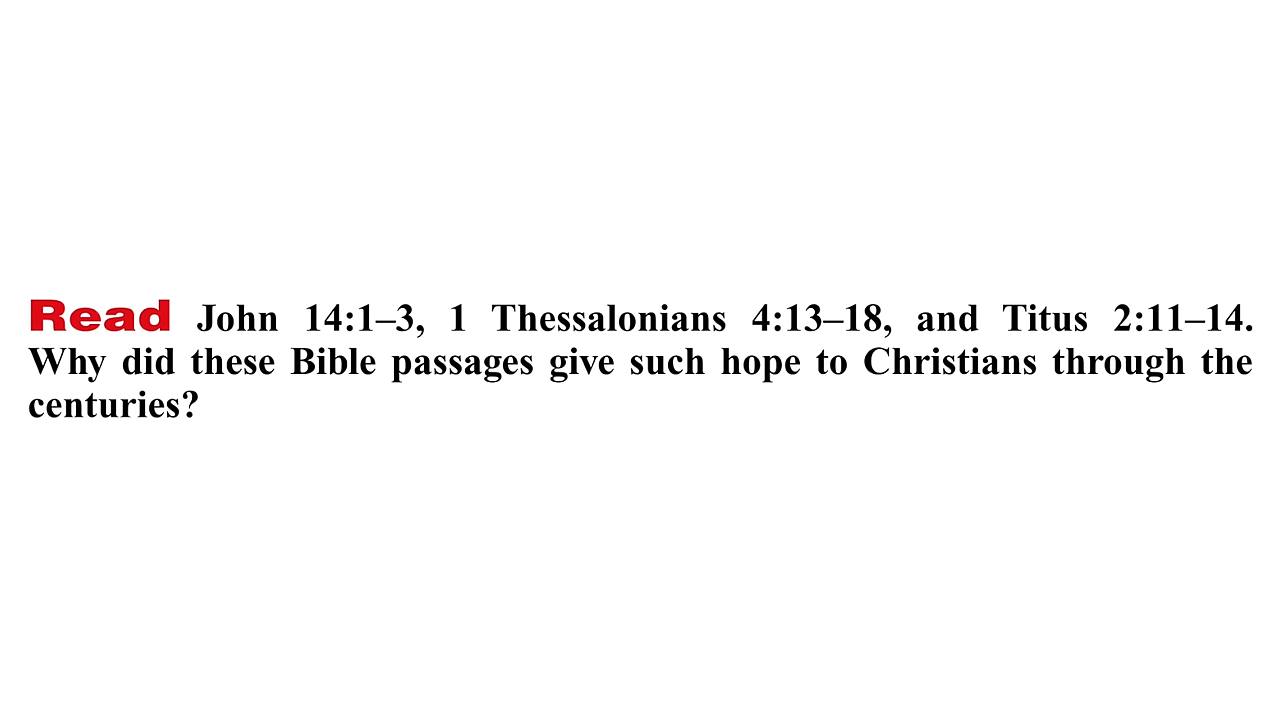 Read John 14:1–3, 1 Thessalonians 4:13–18, and Titus 2:11–14.
Why did these Bible passages give such hope to Christians through the
centuries?